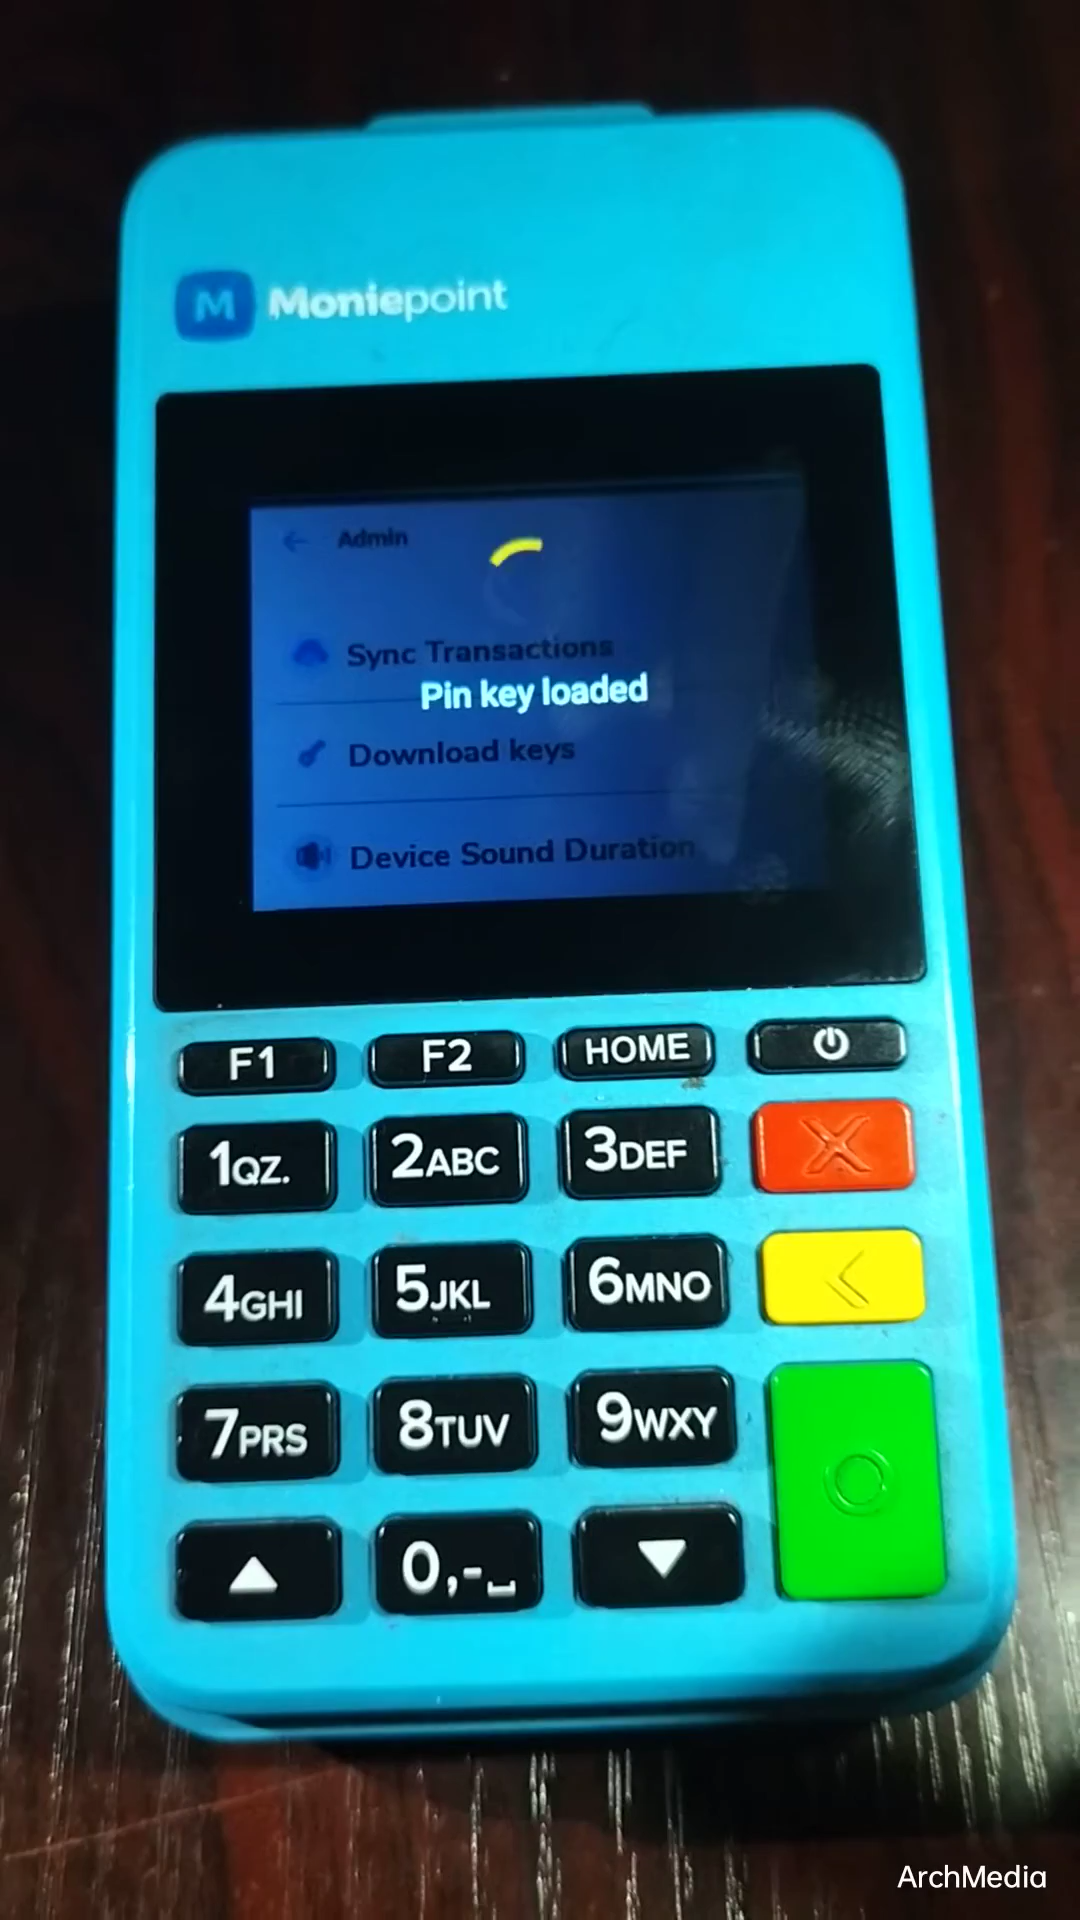 M Moniepoint
Admin
Sync Transactions
Pin key loaded
Download keys
Device Sound Duration
F1 F2 HOME
1QZ. 2ABC 3DEF
4GHI 5JKL 6MNO
7PRS 8TUV 9WXY
0,-⎵
ArchMedia